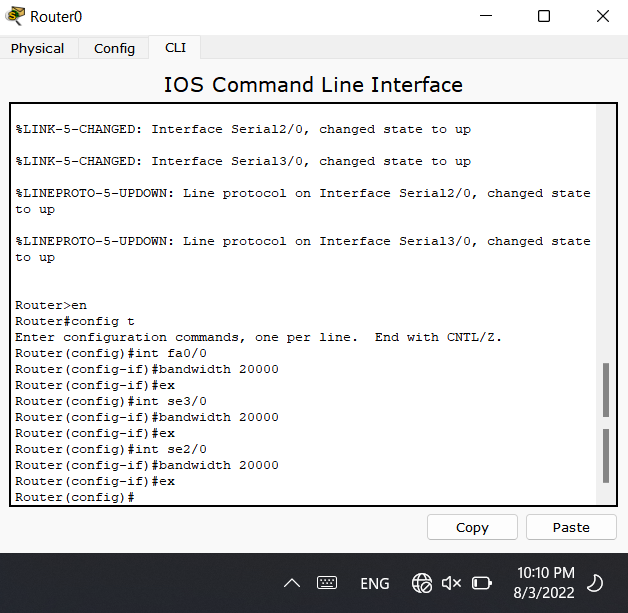 Router0
Physical Config CLI
IOS Command Line Interface
%LINK-5-CHANGED: Interface Serial2/0, changed state to up
%LINK-5-CHANGED: Interface Serial3/0, changed state to up
%LINEPROTO-5-UPDOWN: Line protocol on Interface Serial2/0, changed state
to up
%LINEPROTO-5-UPDOWN: Line protocol on Interface Serial3/0, changed state
to up
Router>en
Router#config t
Enter configuration commands, one per line.  End with CNTL/Z.
Router(config)#int fa0/0
Router(config-if)#bandwidth 20000
Router(config-if)#ex
Router(config)#int se3/0
Router(config-if)#bandwidth 20000
Router(config-if)#ex
Router(config)#int se2/0
Router(config-if)#bandwidth 20000
Router(config-if)#ex
Router(config)#
Copy Paste
ENG
10:10 PM
8/3/2022